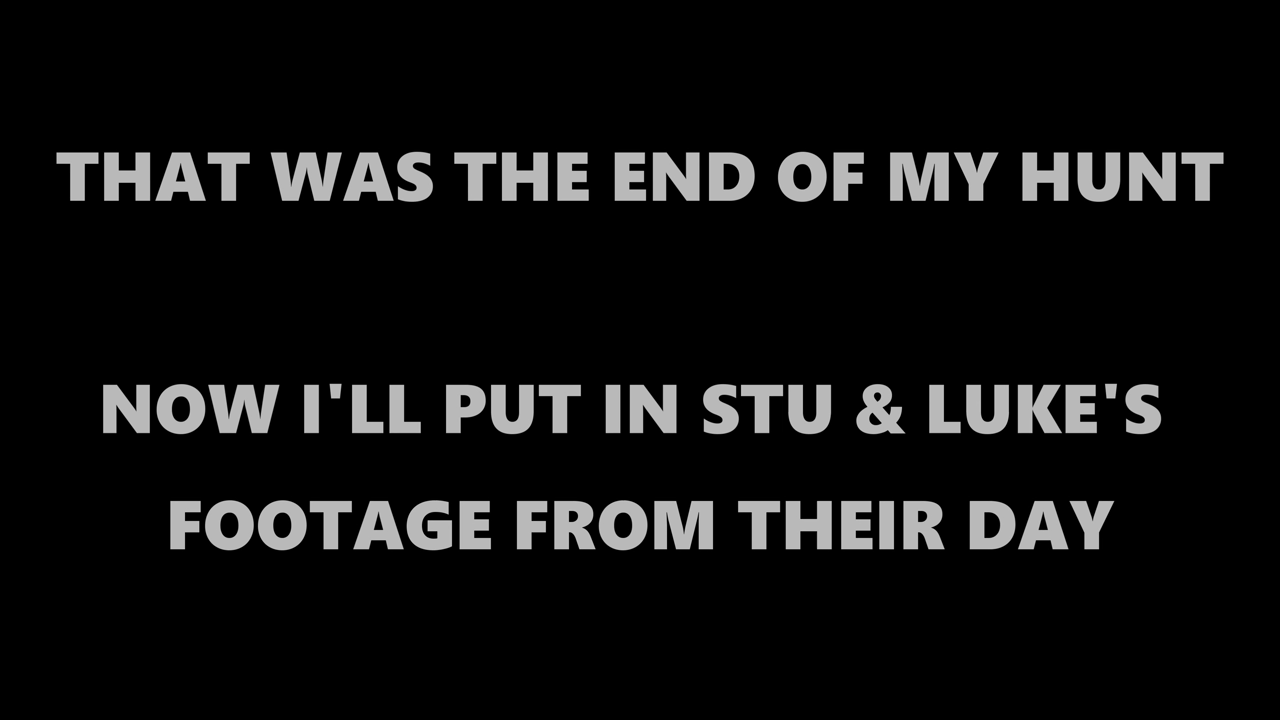 THAT WAS THE END OF MY HUNT
NOW I'LL PUT IN STU & LUKE'S
FOOTAGE FROM THEIR DAY